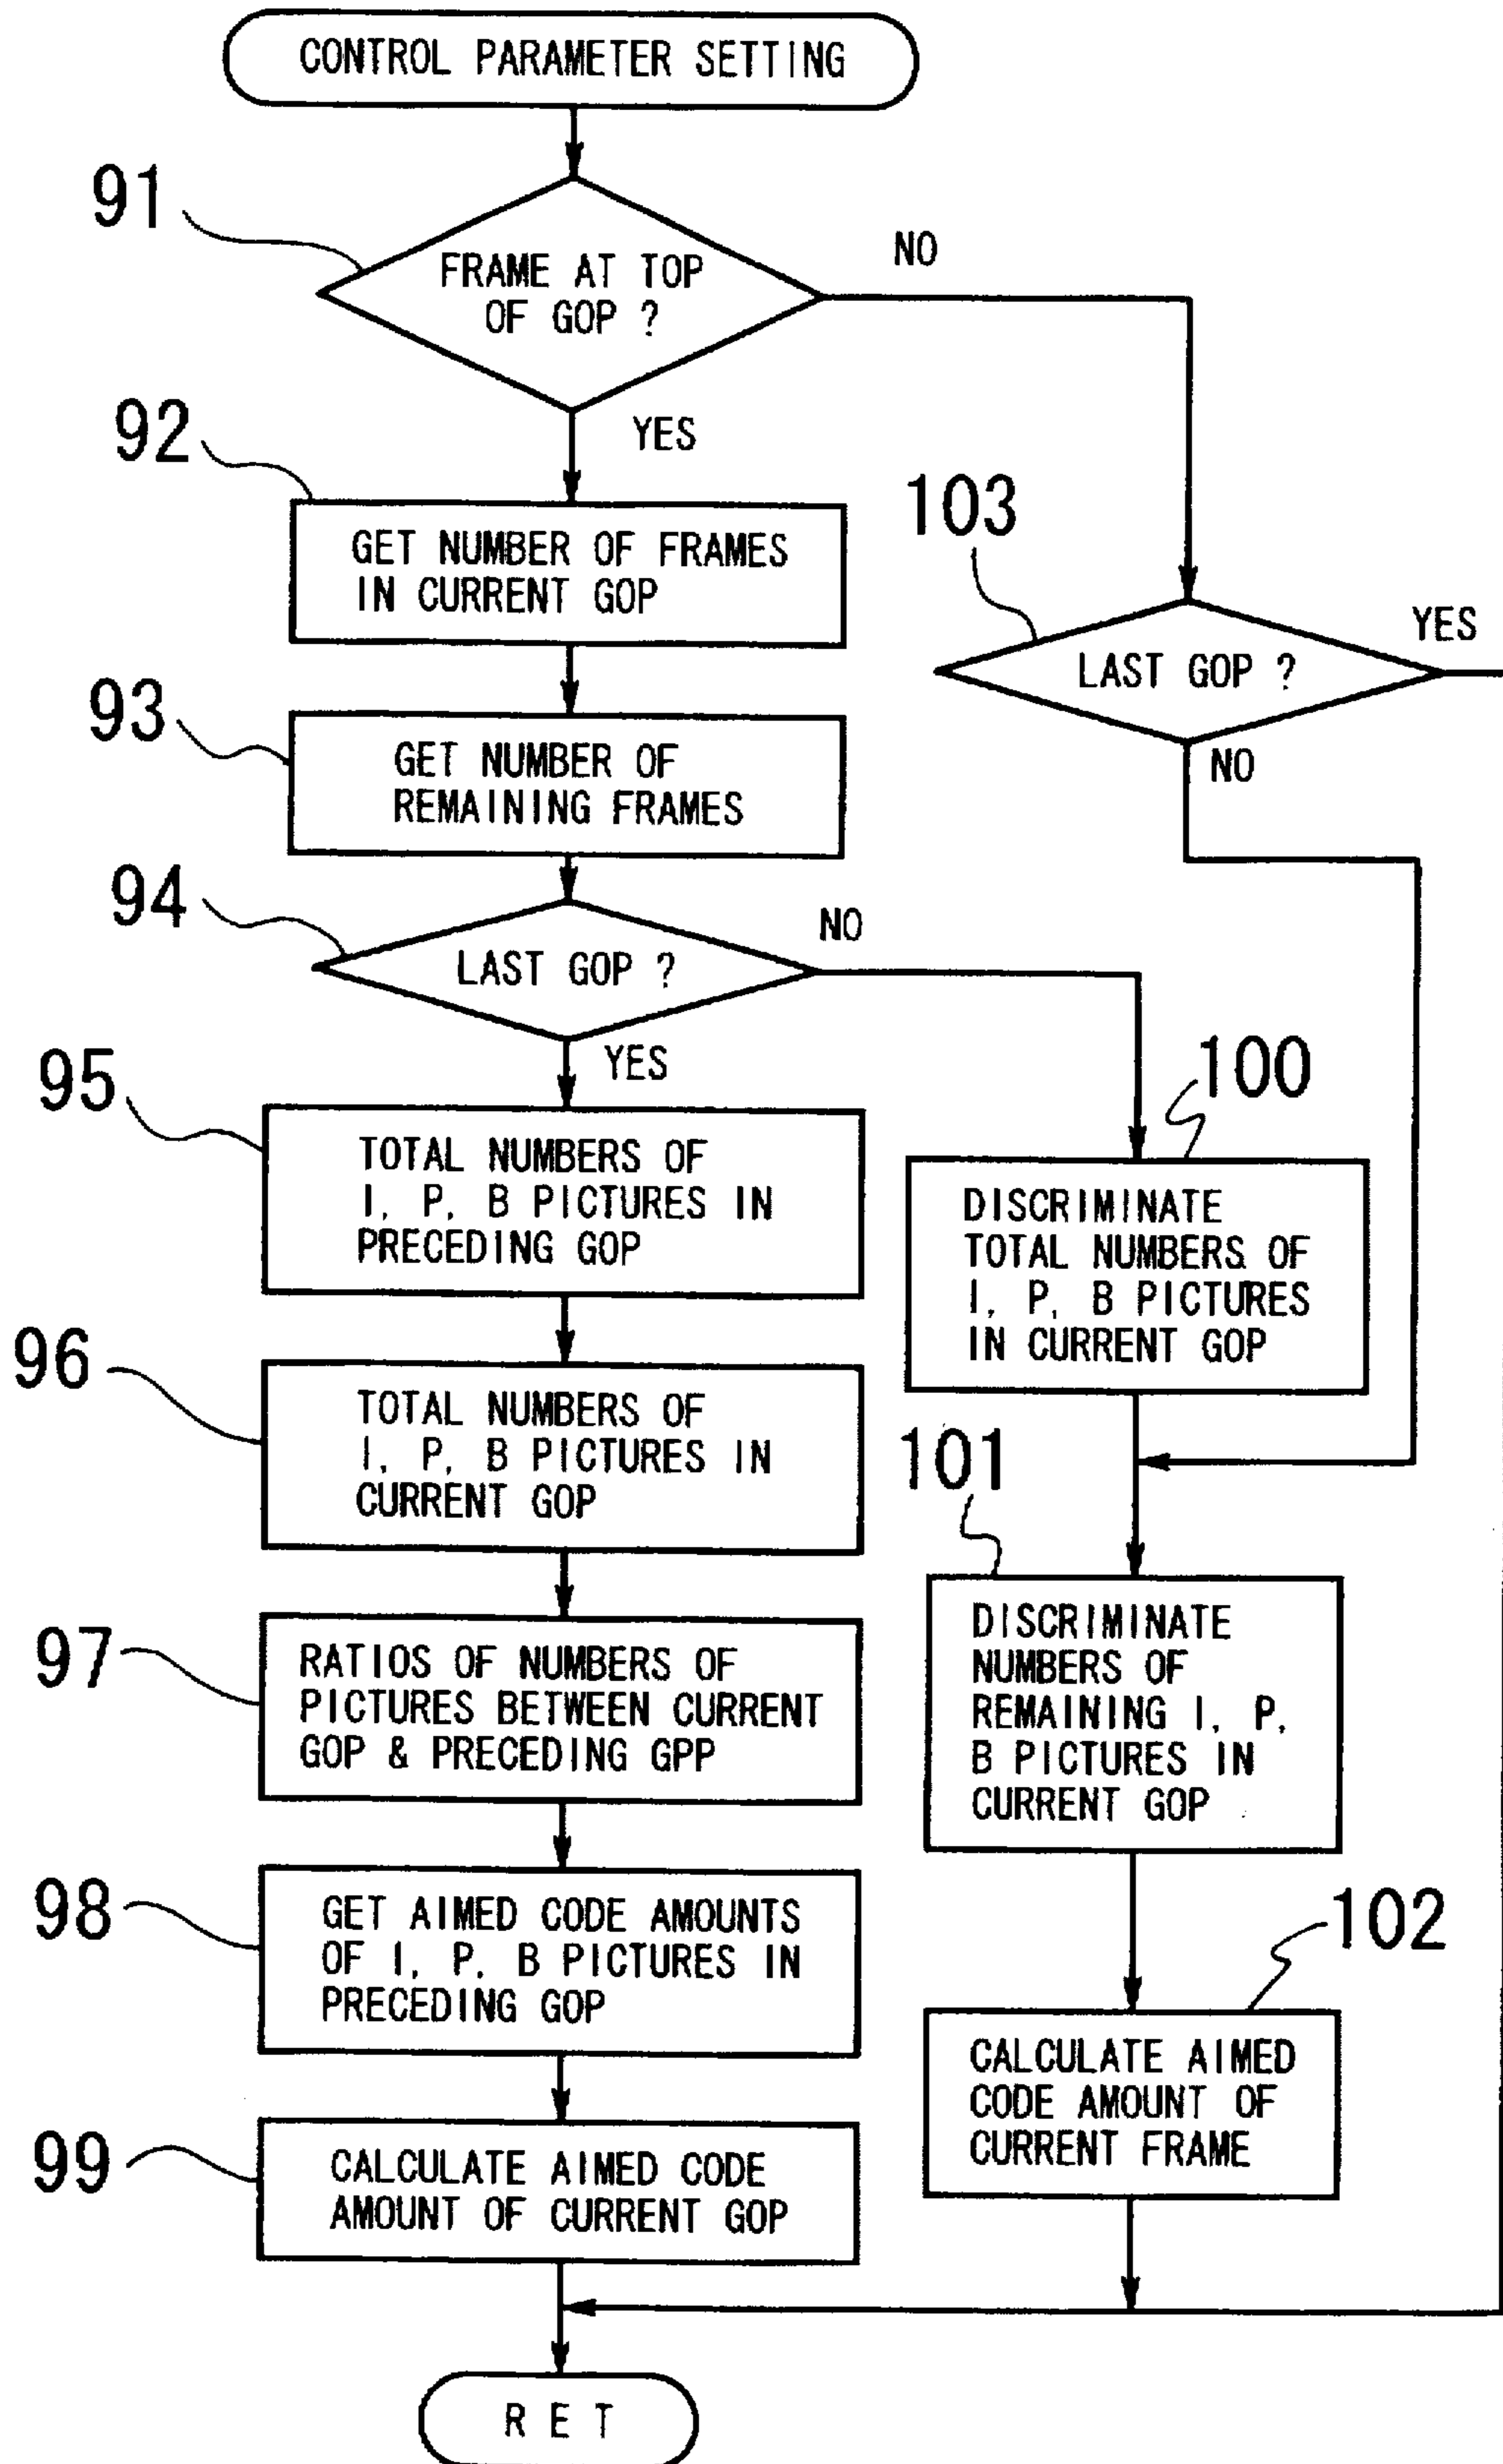 CONTROL PARAMETER SETTING
91
FRAME AT TOP
OF GOP ?
NO
YES
92
GET NUMBER OF FRAMES
IN CURRENT GOP
103
LAST GOP ?
YES
NO
93
GET NUMBER OF
REMAINING FRAMES
94
LAST GOP ?
NO
YES
95
TOTAL NUMBERS OF
I, P, B PICTURES IN
PRECEDING GOP
100
DISCRIMINATE
TOTAL NUMBERS OF
I, P, B PICTURES
IN CURRENT GOP
96
TOTAL NUMBERS OF
I, P, B PICTURES IN
CURRENT GOP
101
DISCRIMINATE
NUMBERS OF
REMAINING I, P,
B PICTURES IN
CURRENT GOP
97
RATIOS OF NUMBERS OF
PICTURES BETWEEN CURRENT
GOP & PRECEDING GPP
98
GET AIMED CODE AMOUNTS
OF I, P, B PICTURES IN
PRECEDING GOP
102
CALCULATE AIMED
CODE AMOUNT OF
CURRENT FRAME
99
CALCULATE AIMED CODE
AMOUNT OF CURRENT GOP
RET